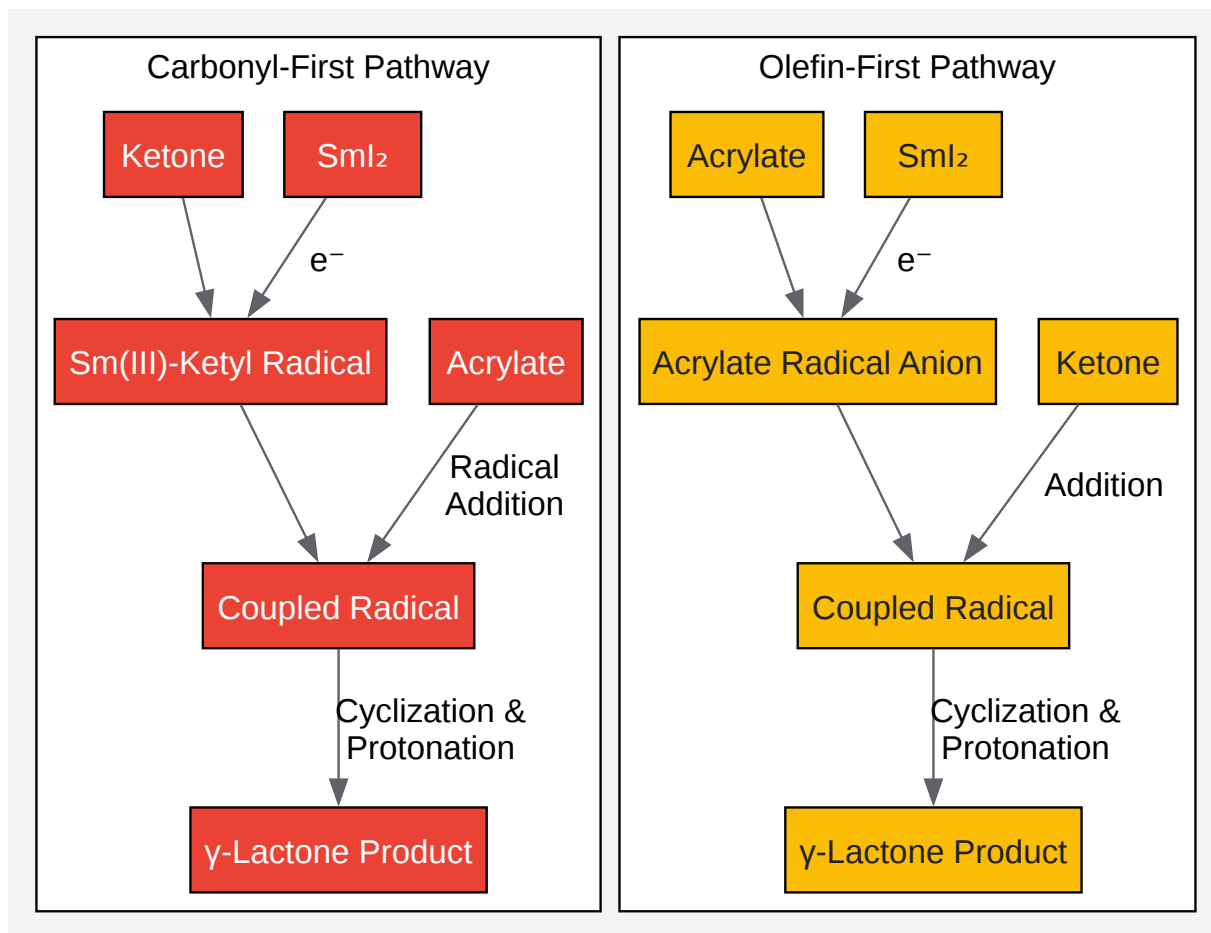 Carbonyl-First Pathway
Ketone
SmI₂
e⁻
Sm(III)-Ketyl Radical
Acrylate
Radical
Addition
Coupled Radical
Cyclization &
Protonation
γ-Lactone Product
Olefin-First Pathway
Acrylate
SmI₂
e⁻
Acrylate Radical Anion
Ketone
Addition
Coupled Radical
Cyclization &
Protonation
γ-Lactone Product